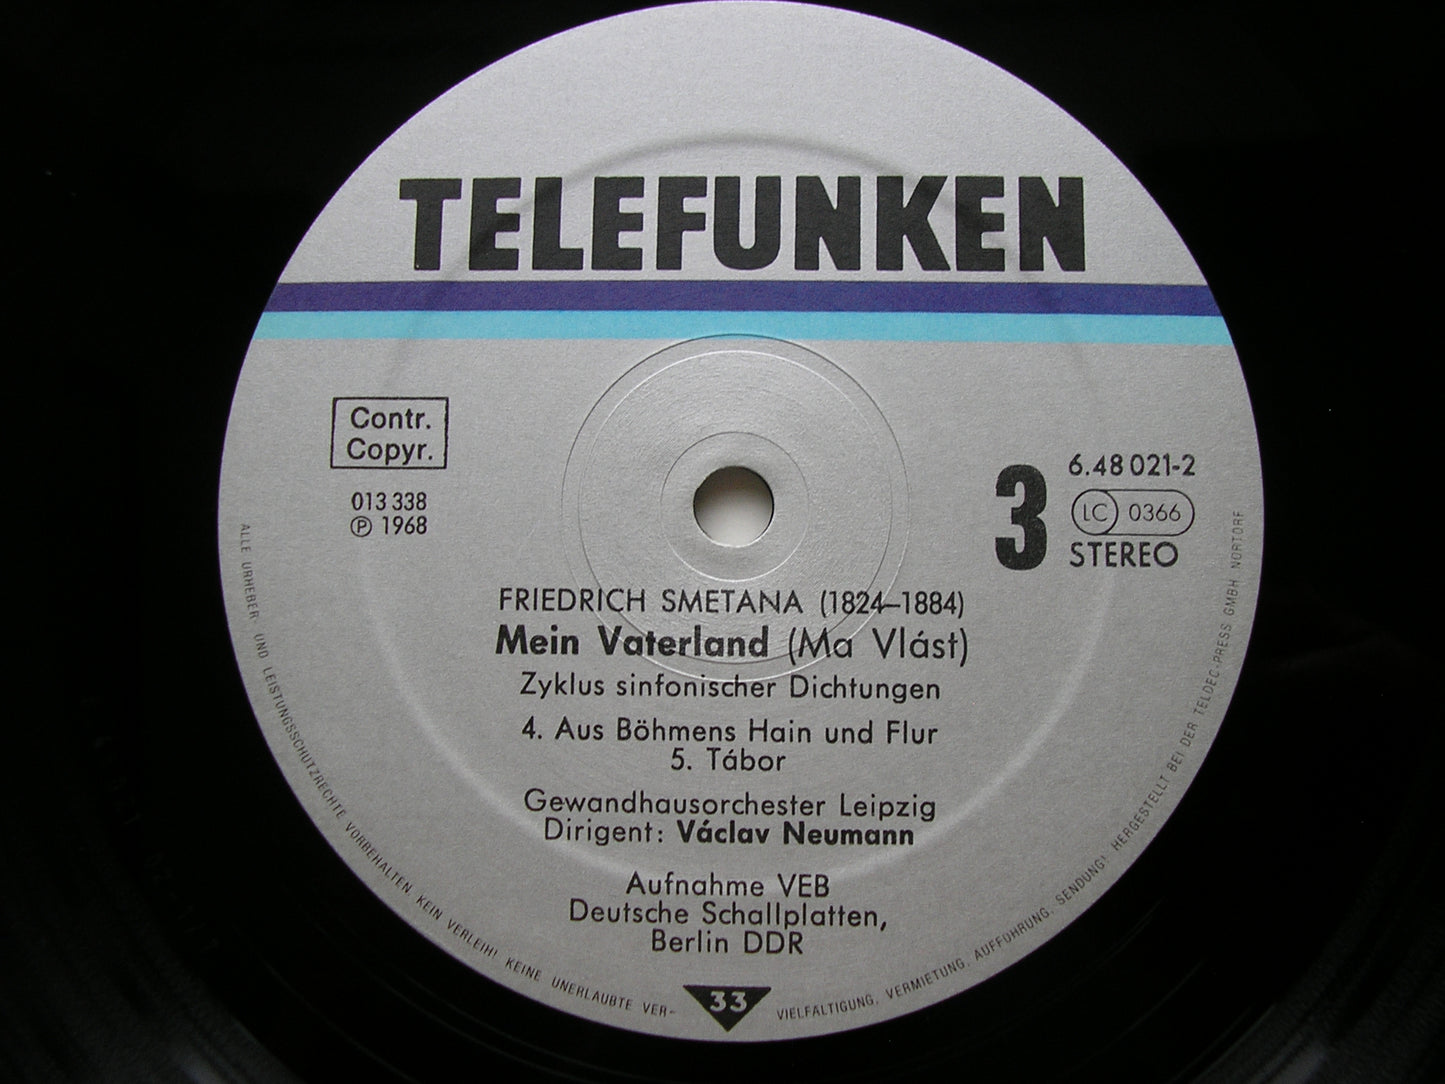 TELEFUNKEN
Contr.
Copyr.
013 338
Ⓟ 1968
3
6.48 021-2
LC 0366
STEREO
FRIEDRICH SMETANA (1824–1884)
Mein Vaterland (Ma Vlást)
Zyklus sinfonischer Dichtungen
4. Aus Böhmens Hain und Flur
5. Tábor
Gewandhausorchester Leipzig
Dirigent: Václav Neumann
Aufnahme VEB
Deutsche Schallplatten,
Berlin DDR
33
ALLE URHEBER- UND LEISTUNGSSCHUTZRECHTE VORBEHALTEN KEIN VERLEIH! KEINE UNERLAUBTE VER-
VIELFÄLTIGUNG, VERMIETUNG, AUFFÜHRUNG, SENDUNG! HERGESTELLT BEI DER TELDEC-PRESS GMBH NORTORF